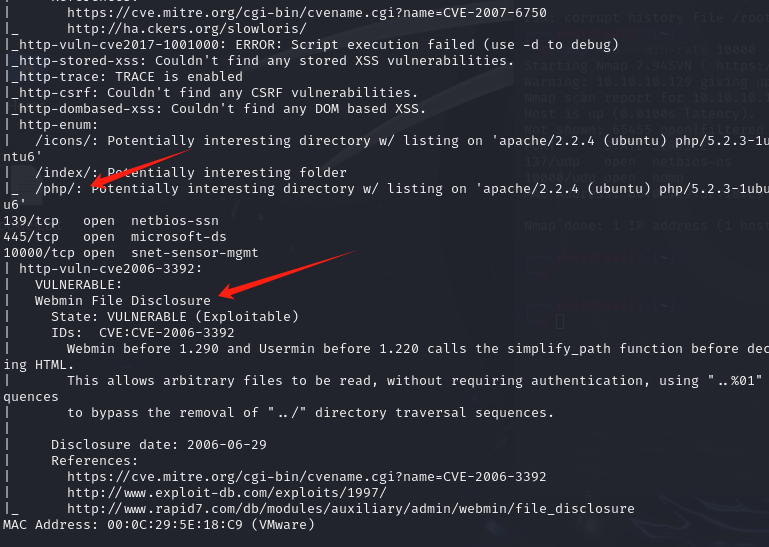 |     References:
|       https://cve.mitre.org/cgi-bin/cvename.cgi?name=CVE-2007-6750
|_      http://ha.ckers.org/slowloris/
|_http-vuln-cve2017-1001000: ERROR: Script execution failed (use -d to debug)
|_http-stored-xss: Couldn't find any stored XSS vulnerabilities.
|_http-trace: TRACE is enabled
|_http-csrf: Couldn't find any CSRF vulnerabilities.
|_http-dombased-xss: Couldn't find any DOM based XSS.
| http-enum:
|   /icons/: Potentially interesting directory w/ listing on 'apache/2.2.4 (ubuntu) php/5.2.3-1ubu
ntu6'
|   /index/: Potentially interesting folder
|_  /php/: Potentially interesting directory w/ listing on 'apache/2.2.4 (ubuntu) php/5.2.3-1ubunt
u6'
139/tcp   open  netbios-ssn
445/tcp   open  microsoft-ds
10000/tcp open  snet-sensor-mgmt
| http-vuln-cve2006-3392:
|   VULNERABLE:
|   Webmin File Disclosure
|     State: VULNERABLE (Exploitable)
|     IDs:  CVE:CVE-2006-3392
|       Webmin before 1.290 and Usermin before 1.220 calls the simplify_path function before dec
ing HTML.
|       This allows arbitrary files to be read, without requiring authentication, using "..%01"
quences
|       to bypass the removal of "../" directory traversal sequences.
|
|     Disclosure date: 2006-06-29
|     References:
|       https://cve.mitre.org/cgi-bin/cvename.cgi?name=CVE-2006-3392
|       http://www.exploit-db.com/exploits/1997/
|_      http://www.rapid7.com/db/modules/auxiliary/admin/webmin/file_disclosure
MAC Address: 00:0C:29:5E:18:C9 (VMware)